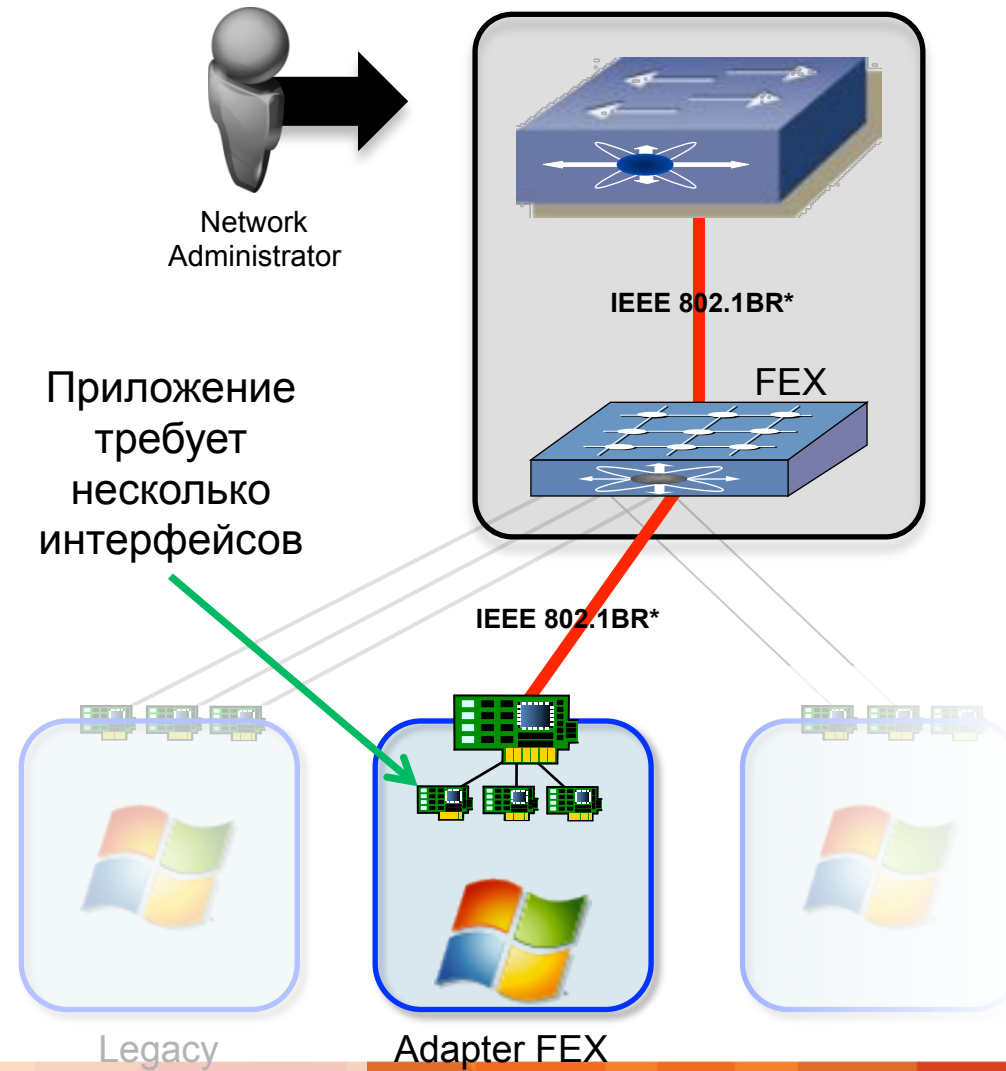 Network
Administrator
IEEE 802.1BR*
FEX
Приложение
требует
несколько
интерфейсов
IEEE 802.1BR*
Legacy
Adapter FEX